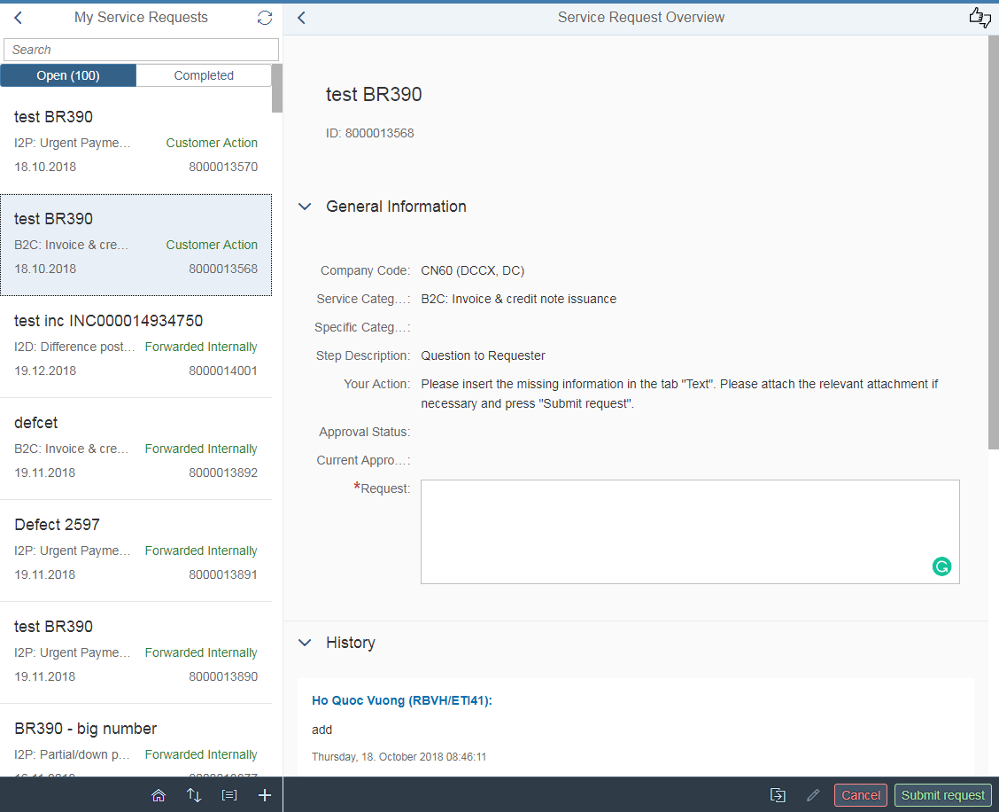 My Service Requests
Search
Open (100)
Completed
test BR390
I2P: Urgent Payme...
Customer Action
18.10.2018
8000013570
test BR390
B2C: Invoice & cre...
Customer Action
18.10.2018
8000013568
test inc INC000014934750
I2D: Difference post...
Forwarded Internally
19.12.2018
8000014001
defcet
B2C: Invoice & cre...
Forwarded Internally
19.11.2018
8000013892
Defect 2597
I2P: Urgent Payme...
Forwarded Internally
19.11.2018
8000013891
test BR390
I2P: Urgent Payme...
Forwarded Internally
19.11.2018
8000013890
BR390 - big number
I2P: Partial/down p...
Forwarded Internally
Service Request Overview
test BR390
ID: 8000013568
General Information
Company Code: CN60 (DCCX, DC)
Service Categ...: B2C: Invoice & credit note issuance
Specific Categ...:
Step Description: Question to Requester
Your Action: Please insert the missing information in the tab "Text". Please attach the relevant attachment if
necessary and press "Submit request".
Approval Status:
Current Appro...:
*Request:
History
Ho Quoc Vuong (RBVH/ETI41):
add
Thursday, 18. October 2018 08:46:11
Cancel
Submit request